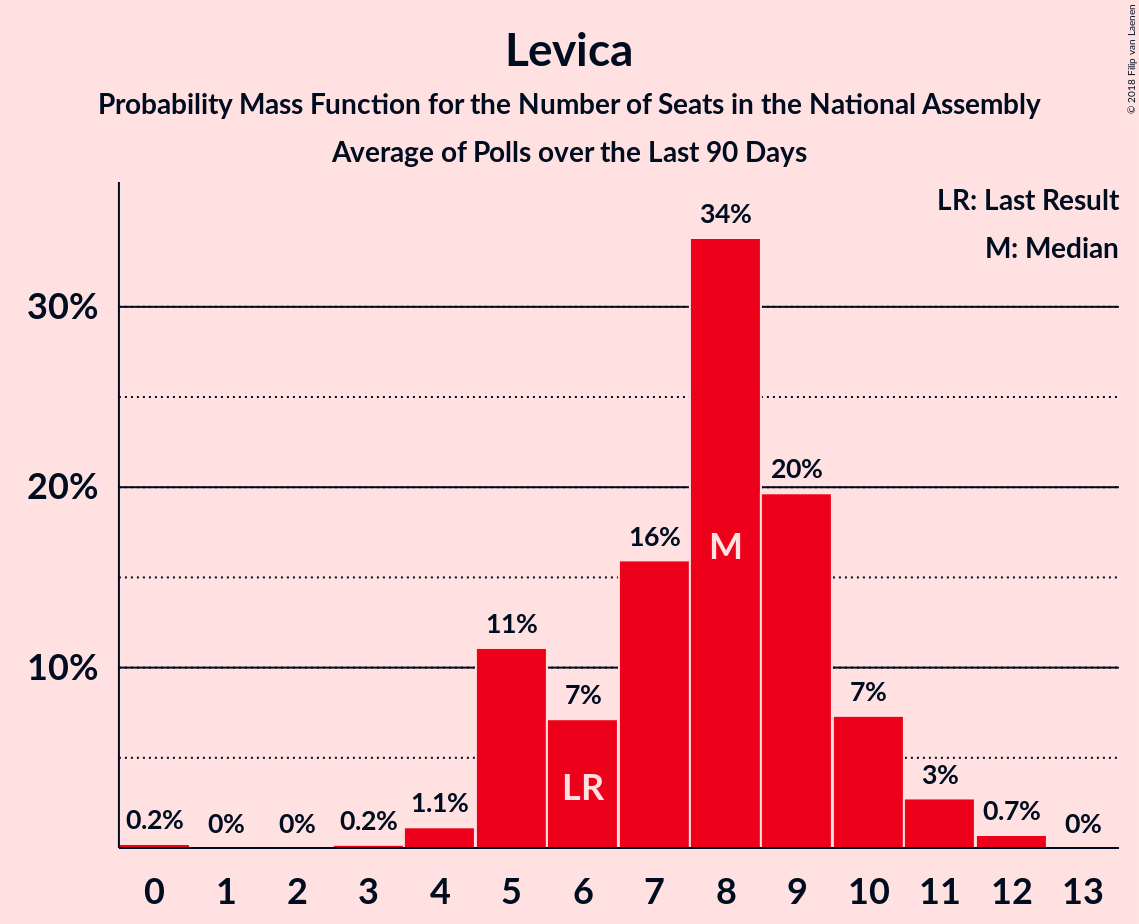 Levica
Probability Mass Function for the Number of Seats in the National Assembly
Average of Polls over the Last 90 Days
© 2018 Filip van Laenen
LR: Last Result
M: Median
34%
30%
20%
20%
16%
M
11%
10%
7%
7%
LR
3%
1.1%
0.7%
0.2%
0%
0%
0.2%
0%
0 1 2 3 4 5 6 7 8 9 10 11 12 13